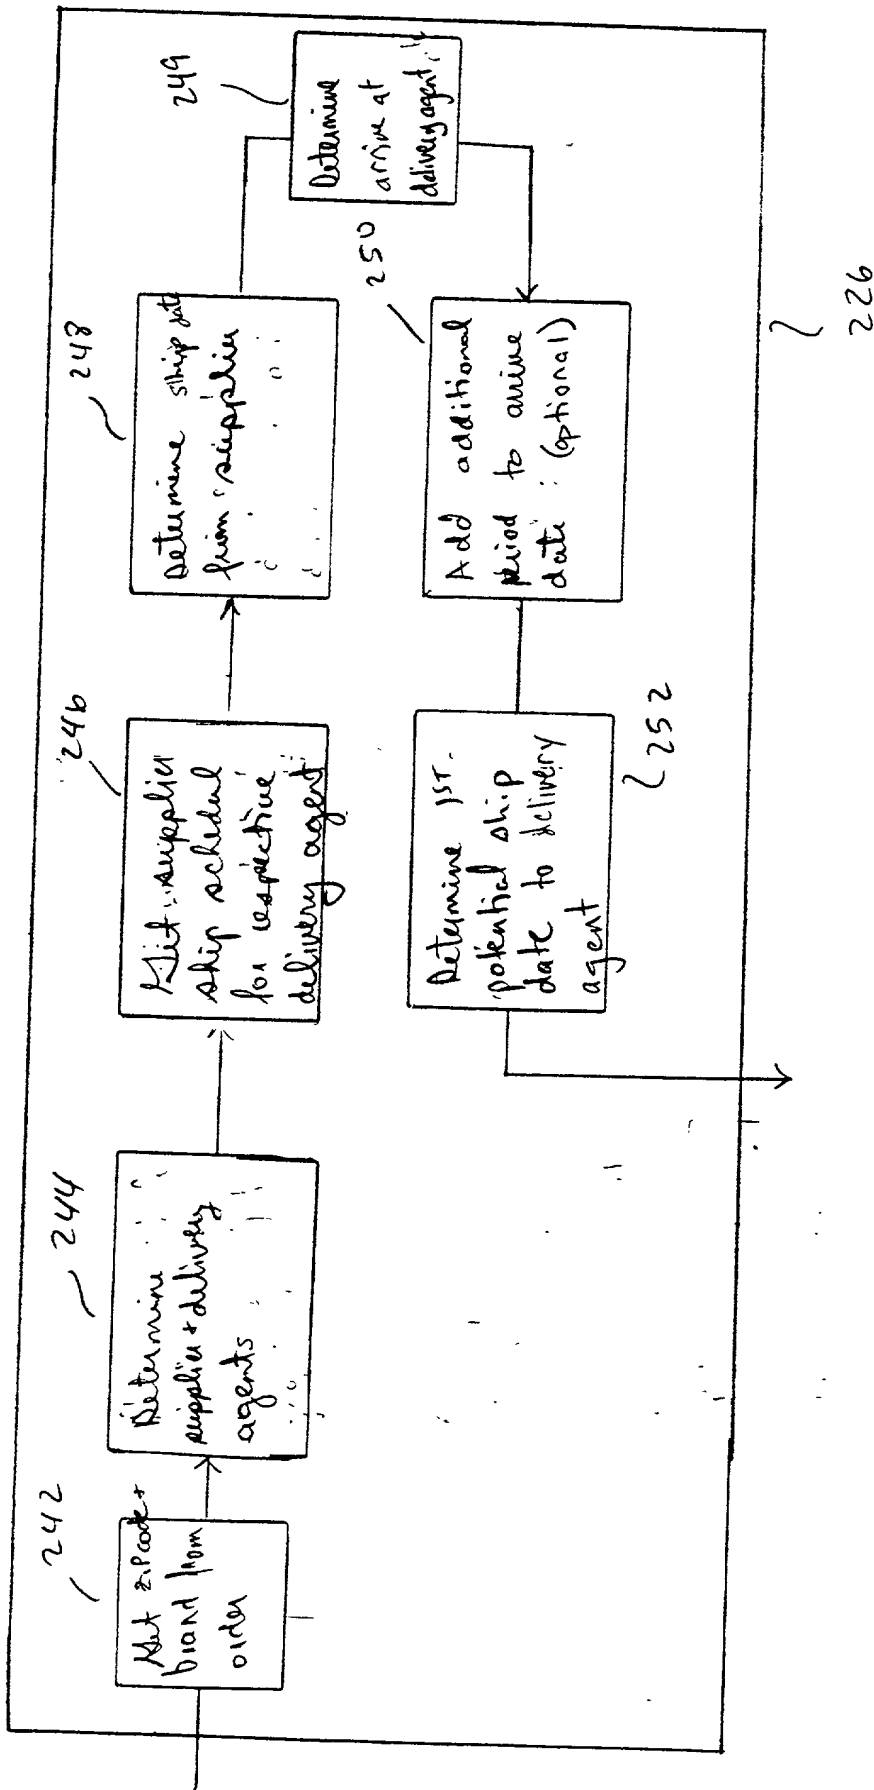 242
Get zipcode +
brand from
order
244
Determine
supplier + delivery
agents
246
Get supplier
ship schedul
for respective
delivery agent
248
Determine ship date
from supplier
249
Determine
arrive at
delivery agent
250
Add additional
period to arrive
date (optional)
252
Determine 1st
potential ship
date to delivery
agent
226